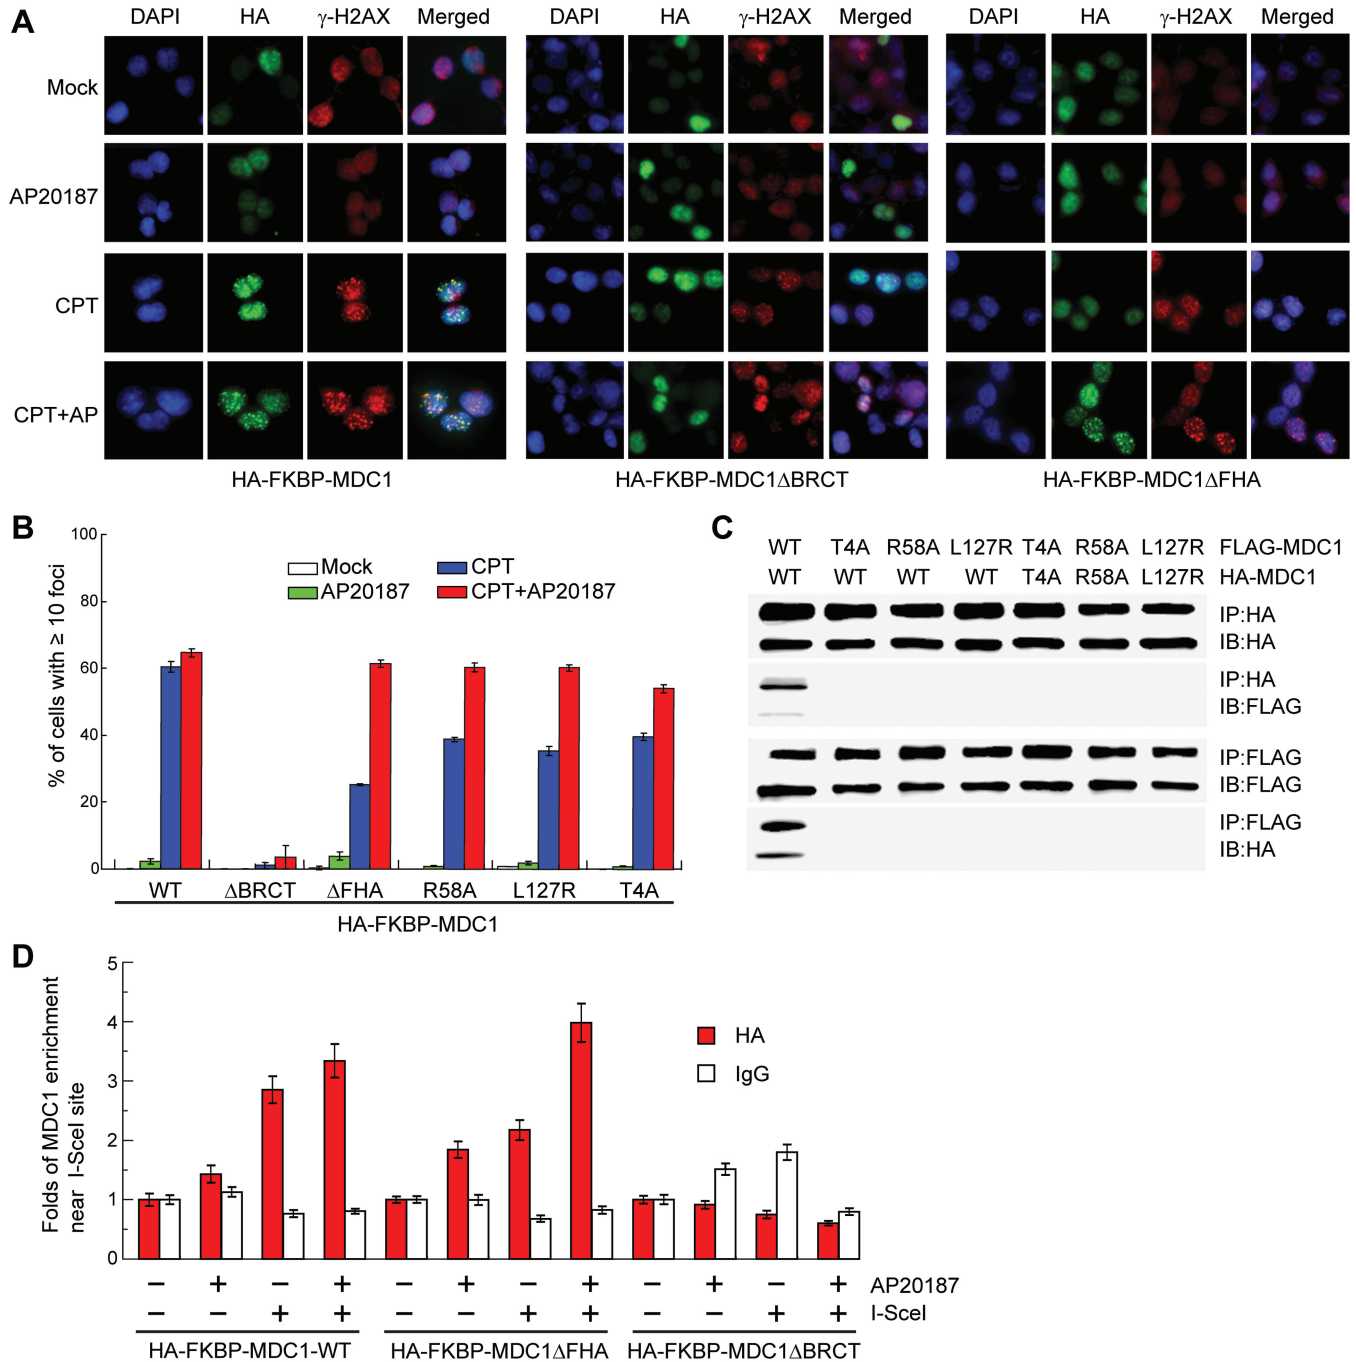 A
DAPI HA γ-H2AX Merged DAPI HA γ-H2AX Merged DAPI HA γ-H2AX Merged
Mock
AP20187
CPT
CPT+AP
HA-FKBP-MDC1 HA-FKBP-MDC1ΔBRCT HA-FKBP-MDC1ΔFHA
B
% of cells with ≥ 10 foci
100
80
60
40
20
0
Mock CPT
AP20187 CPT+AP20187
WT ΔBRCT ΔFHA R58A L127R T4A
HA-FKBP-MDC1
C
WT T4A R58A L127R T4A R58A L127R FLAG-MDC1
WT WT WT WT T4A R58A L127R HA-MDC1
IP:HA
IB:HA
IP:HA
IB:FLAG
IP:FLAG
IB:FLAG
IP:FLAG
IB:HA
D
Folds of MDC1 enrichment
near I-SceI site
5
4
3
2
1
0
HA
IgG
− + − + − + − + − + − + AP20187
− − + + − − + + − − + + I-SceI
HA-FKBP-MDC1-WT HA-FKBP-MDC1ΔFHA HA-FKBP-MDC1ΔBRCT